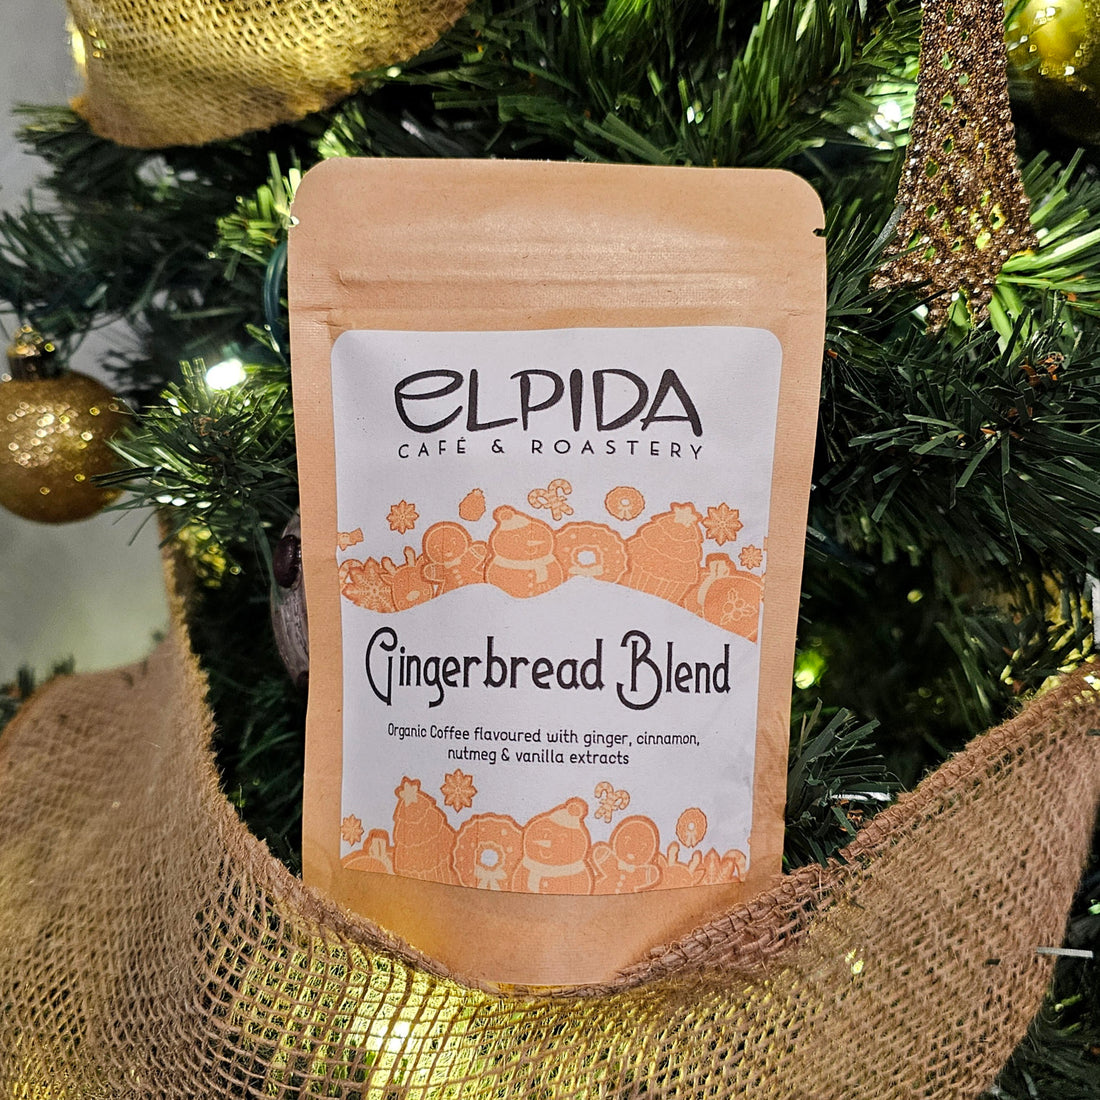 ELPIDA
CAFÉ & ROASTERY
Gingerbread Blend
Organic Coffee flavoured with ginger, cinnamon,
nutmeg & vanilla extracts